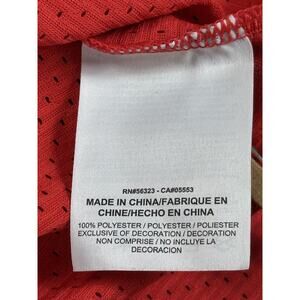 RN#56323 - CA#05553
MADE IN CHINA/FABRIQUE EN
CHINE/HECHO EN CHINA
100% POLYESTER / POLYESTER / POLIESTER
EXCLUSIVE OF DECORATION / DECORATION
NON COMPRISE / NO INCLUYE LA
DECORACION